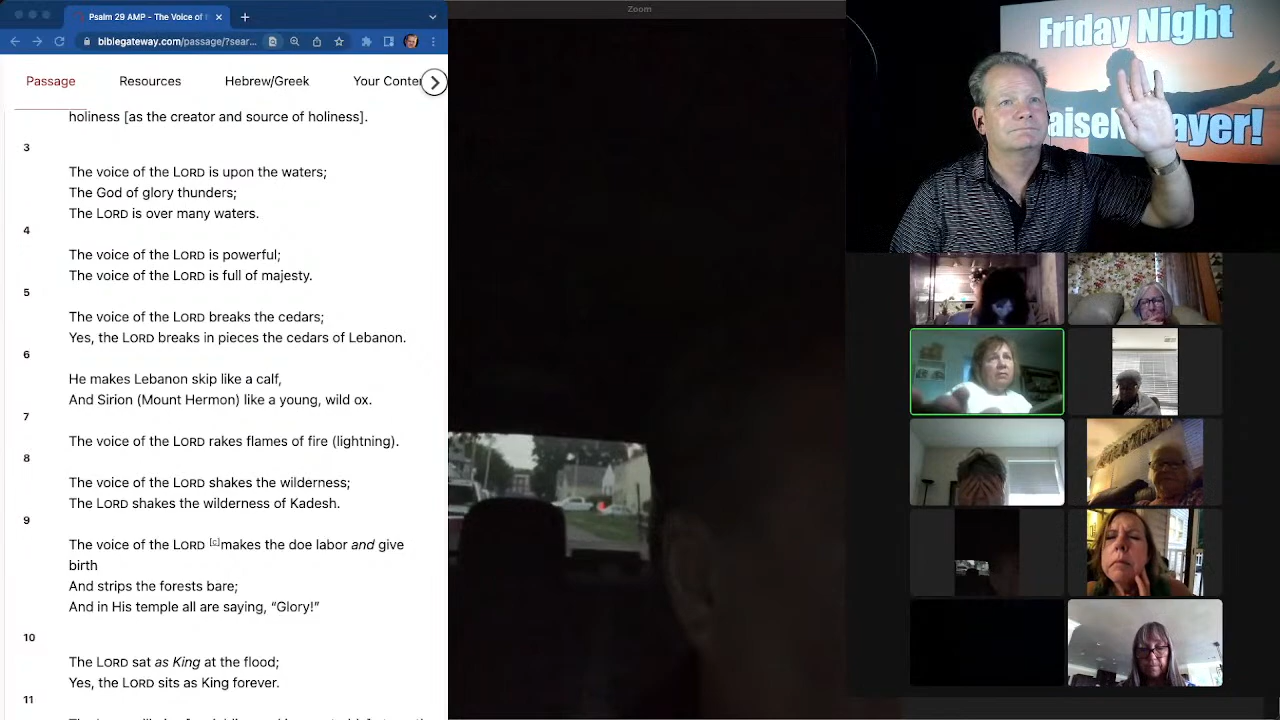 Psalm 29 AMP - The Voice of
biblegateway.com/passage/?sear...
Passage Resources Hebrew/Greek Your Conte
holiness [as the creator and source of holiness].
3
The voice of the LORD is upon the waters;
The God of glory thunders;
The LORD is over many waters.
4
The voice of the LORD is powerful;
The voice of the LORD is full of majesty.
5
The voice of the LORD breaks the cedars;
Yes, the LORD breaks in pieces the cedars of Lebanon.
6
He makes Lebanon skip like a calf,
And Sirion (Mount Hermon) like a young, wild ox.
7
The voice of the LORD rakes flames of fire (lightning).
8
The voice of the LORD shakes the wilderness;
The LORD shakes the wilderness of Kadesh.
9
The voice of the LORD [c]makes the doe labor and give
birth
And strips the forests bare;
And in His temple all are saying, “Glory!”
10
The LORD sat as King at the flood;
Yes, the LORD sits as King forever.
11
Zoom
Friday Night
aise ayer!